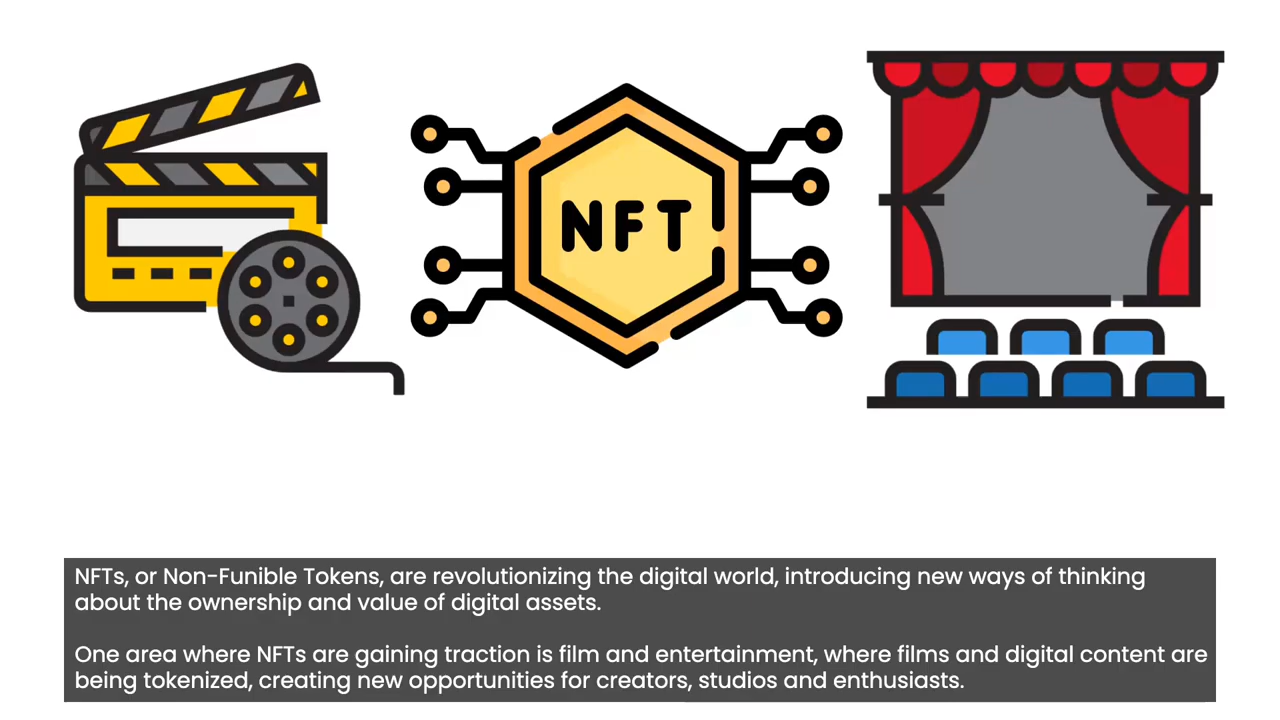 NFT
NFTs, or Non-Funible Tokens, are revolutionizing the digital world, introducing new ways of thinking
about the ownership and value of digital assets.
One area where NFTs are gaining traction is film and entertainment, where films and digital content are
being tokenized, creating new opportunities for creators, studios and enthusiasts.